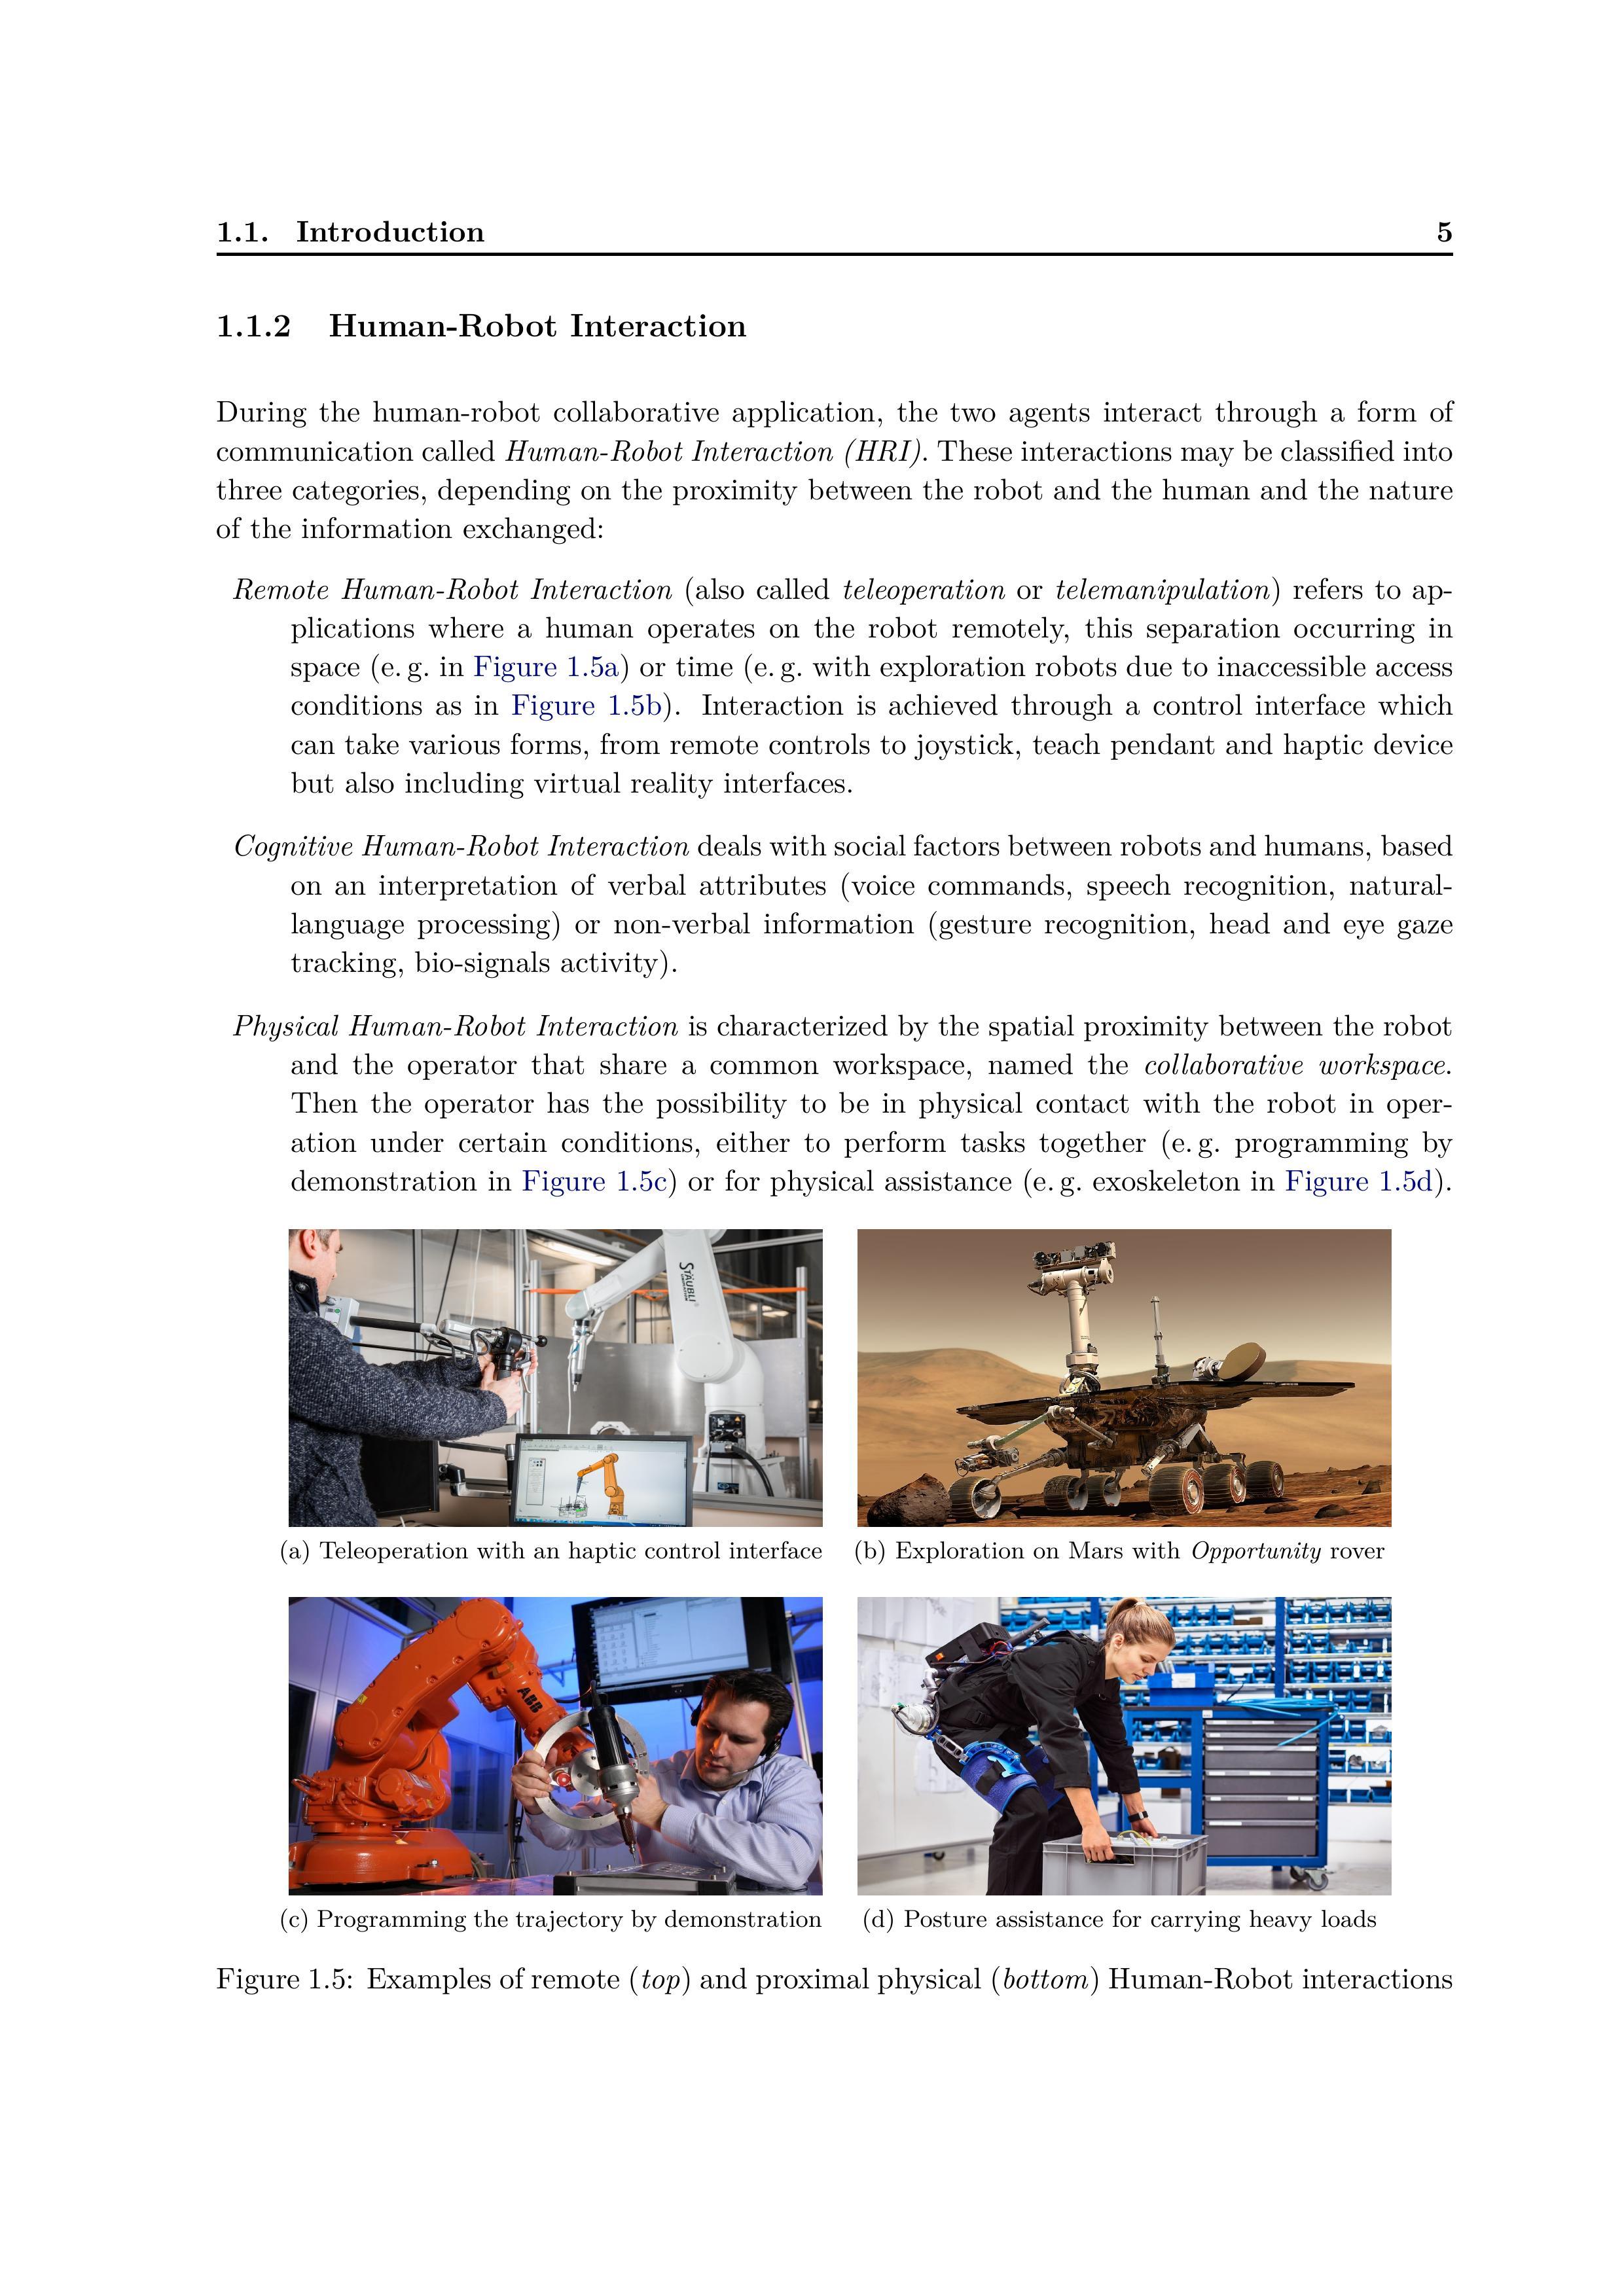 1.1. Introduction 5
1.1.2 Human-Robot Interaction
During the human-robot collaborative application, the two agents interact through a form of
communication called Human-Robot Interaction (HRI). These interactions may be classified into
three categories, depending on the proximity between the robot and the human and the nature
of the information exchanged:
Remote Human-Robot Interaction (also called teleoperation or telemanipulation) refers to ap-
plications where a human operates on the robot remotely, this separation occurring in
space (e. g. in Figure 1.5a) or time (e. g. with exploration robots due to inaccessible access
conditions as in Figure 1.5b). Interaction is achieved through a control interface which
can take various forms, from remote controls to joystick, teach pendant and haptic device
but also including virtual reality interfaces.
Cognitive Human-Robot Interaction deals with social factors between robots and humans, based
on an interpretation of verbal attributes (voice commands, speech recognition, natural-
language processing) or non-verbal information (gesture recognition, head and eye gaze
tracking, bio-signals activity).
Physical Human-Robot Interaction is characterized by the spatial proximity between the robot
and the operator that share a common workspace, named the collaborative workspace.
Then the operator has the possibility to be in physical contact with the robot in oper-
ation under certain conditions, either to perform tasks together (e. g. programming by
demonstration in Figure 1.5c) or for physical assistance (e. g. exoskeleton in Figure 1.5d).
STÄUBLI
(a) Teleoperation with an haptic control interface
(b) Exploration on Mars with Opportunity rover
ABB
(c) Programming the trajectory by demonstration
(d) Posture assistance for carrying heavy loads
Figure 1.5: Examples of remote (top) and proximal physical (bottom) Human-Robot interactions